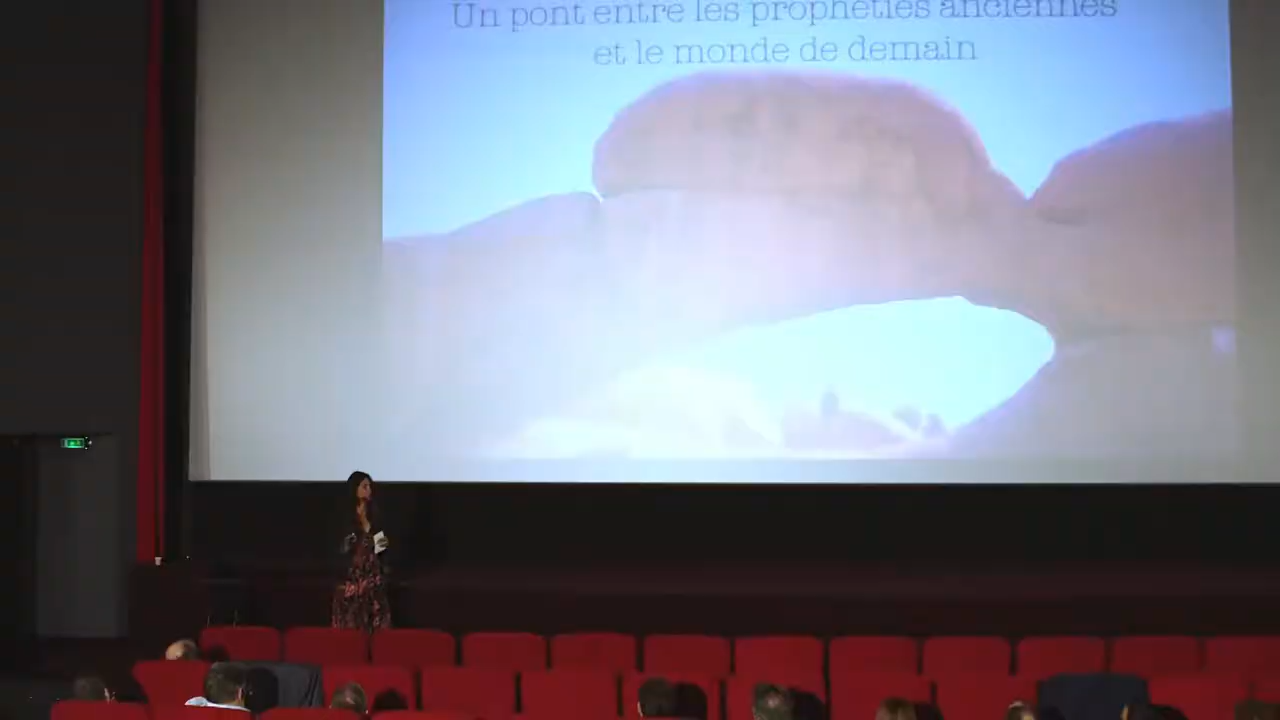 Un pont entre les prophéties anciennes
et le monde de demain